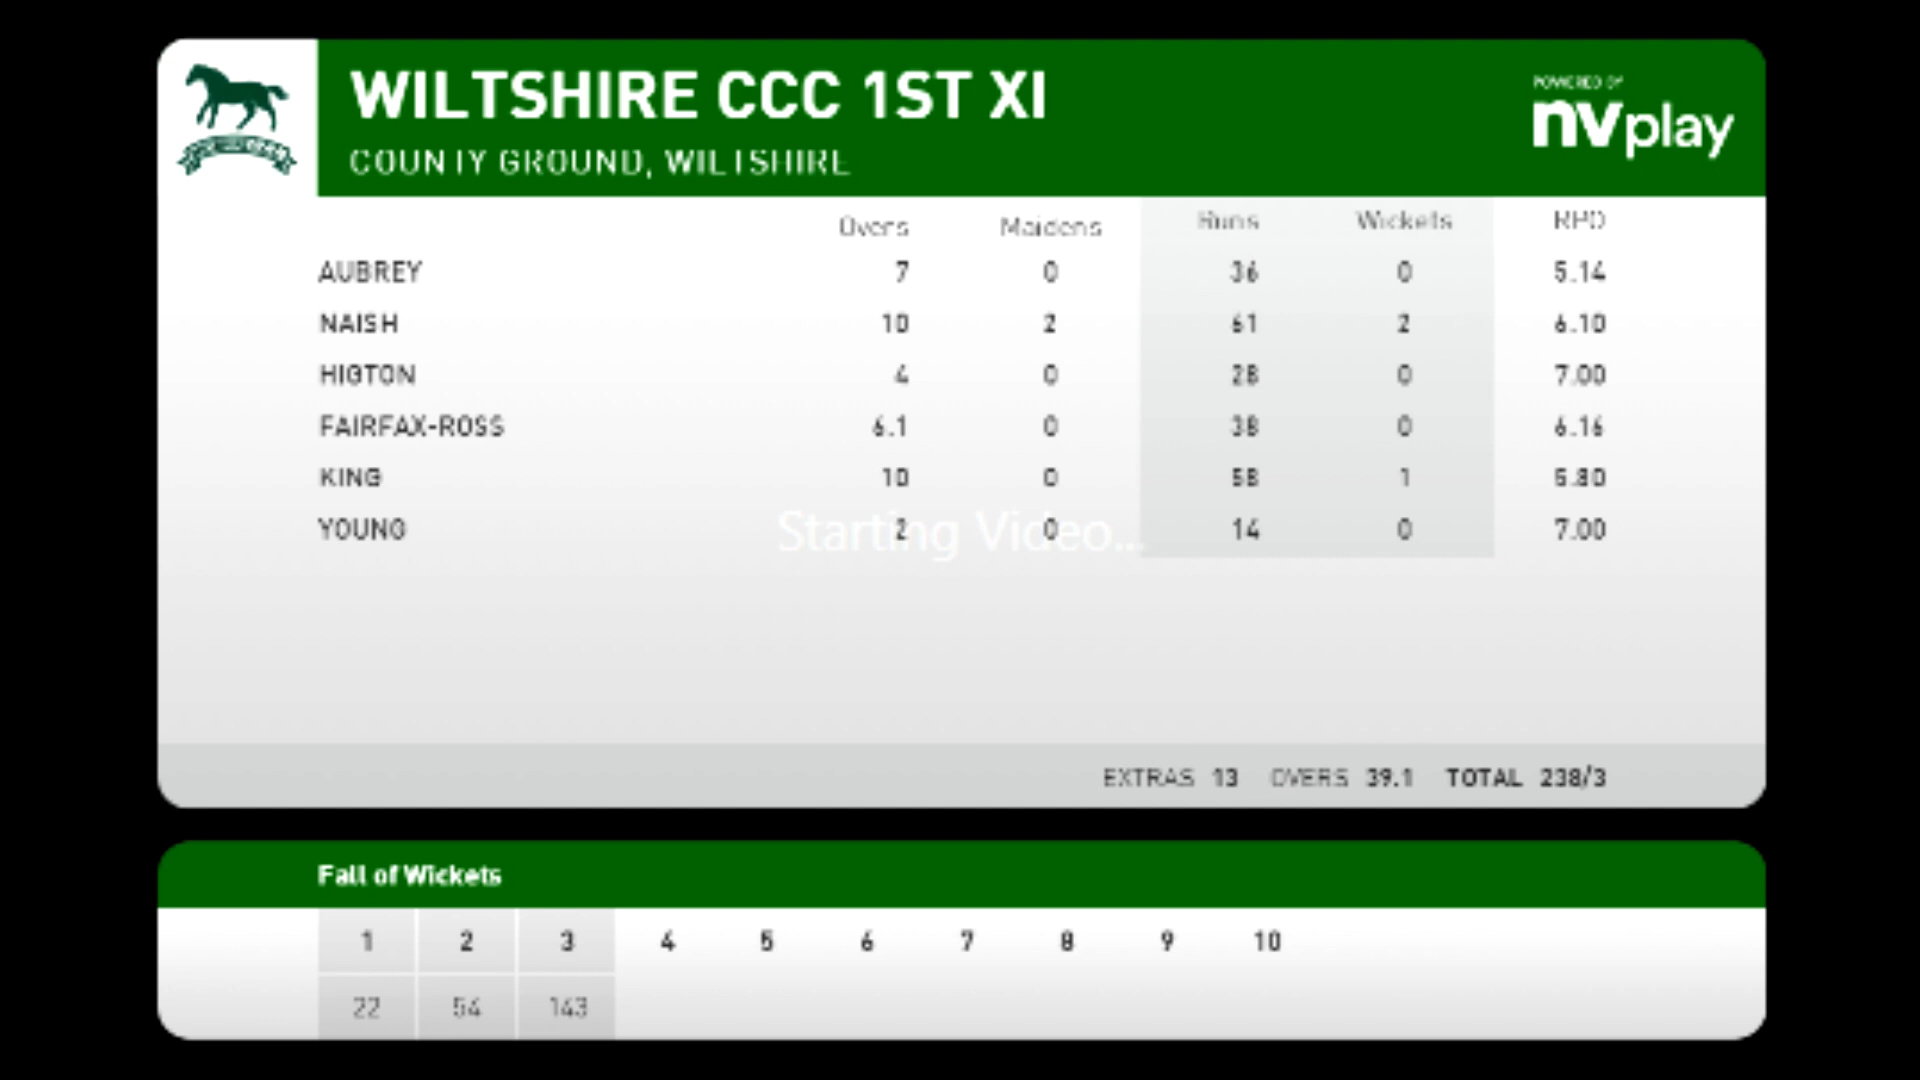 WILTSHIRE CCC 1ST XI
COUNTY GROUND, WILTSHIRE
POWERED BY
nvplay
Overs Maidens Runs Wickets RPO
AUBREY 7 0 36 0 5.14
NAISH 10 2 61 2 6.10
HIGTON 4 0 28 0 7.00
FAIRFAX-ROSS 6.1 0 38 0 6.16
KING 10 0 58 1 5.80
YOUNG 2 0 14 0 7.00
Starting Video...
EXTRAS 13 OVERS 39.1 TOTAL 238/3
Fall of Wickets
1 2 3 4 5 6 7 8 9 10
22 54 143